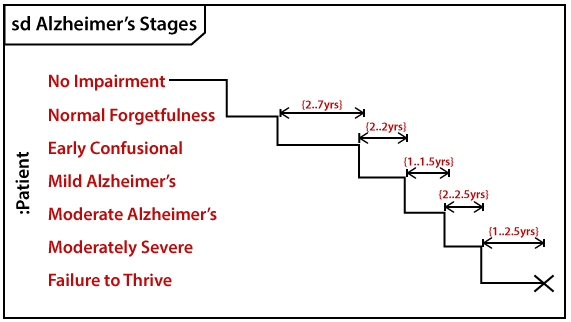 sd Alzheimer's Stages
:Patient
No Impairment
Normal Forgetfulness
{2..7yrs}
Early Confusional
{2..2yrs}
Mild Alzheimer's
{1..1.5yrs}
Moderate Alzheimer's
{2..2.5yrs}
Moderately Severe
{1..2.5yrs}
Failure to Thrive